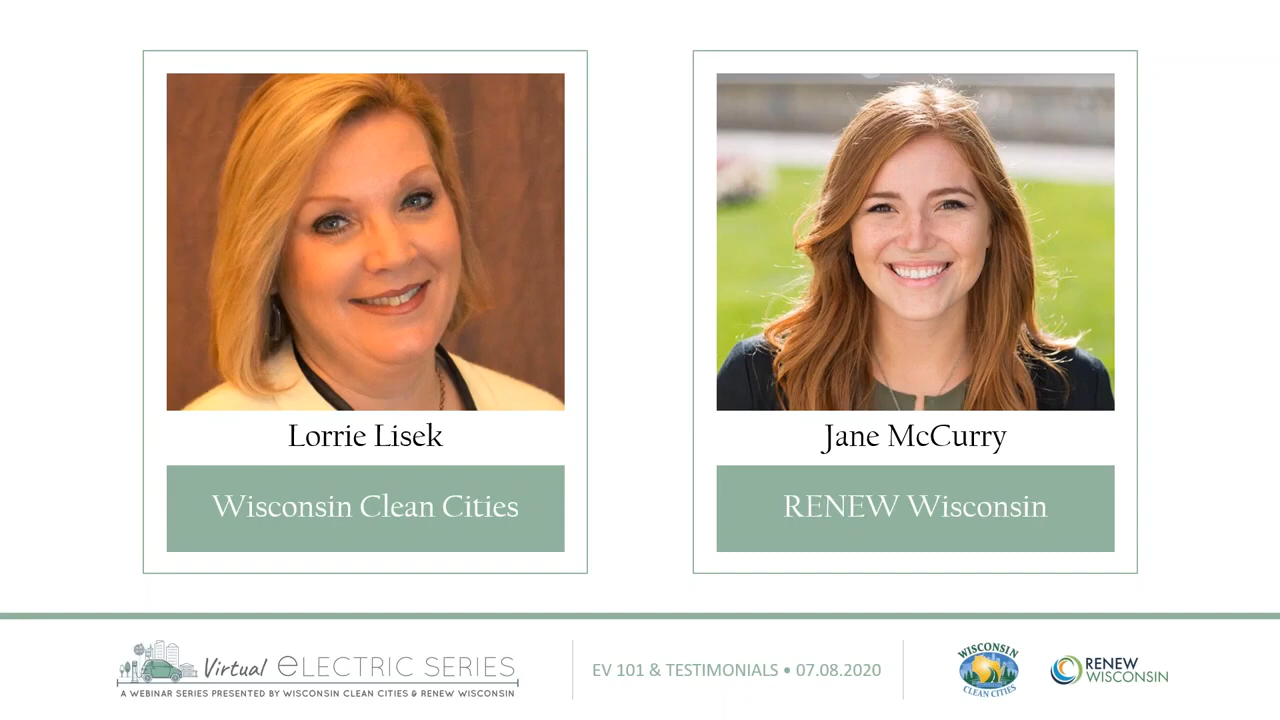 Lorrie Lisek
Wisconsin Clean Cities
Jane McCurry
RENEW Wisconsin
Virtual eLECTRIC SERIES
A WEBINAR SERIES PRESENTED BY WISCONSIN CLEAN CITIES & RENEW WISCONSIN
EV 101 & TESTIMONIALS • 07.08.2020
WISCONSIN
CLEAN CITIES
RENEW
WISCONSIN